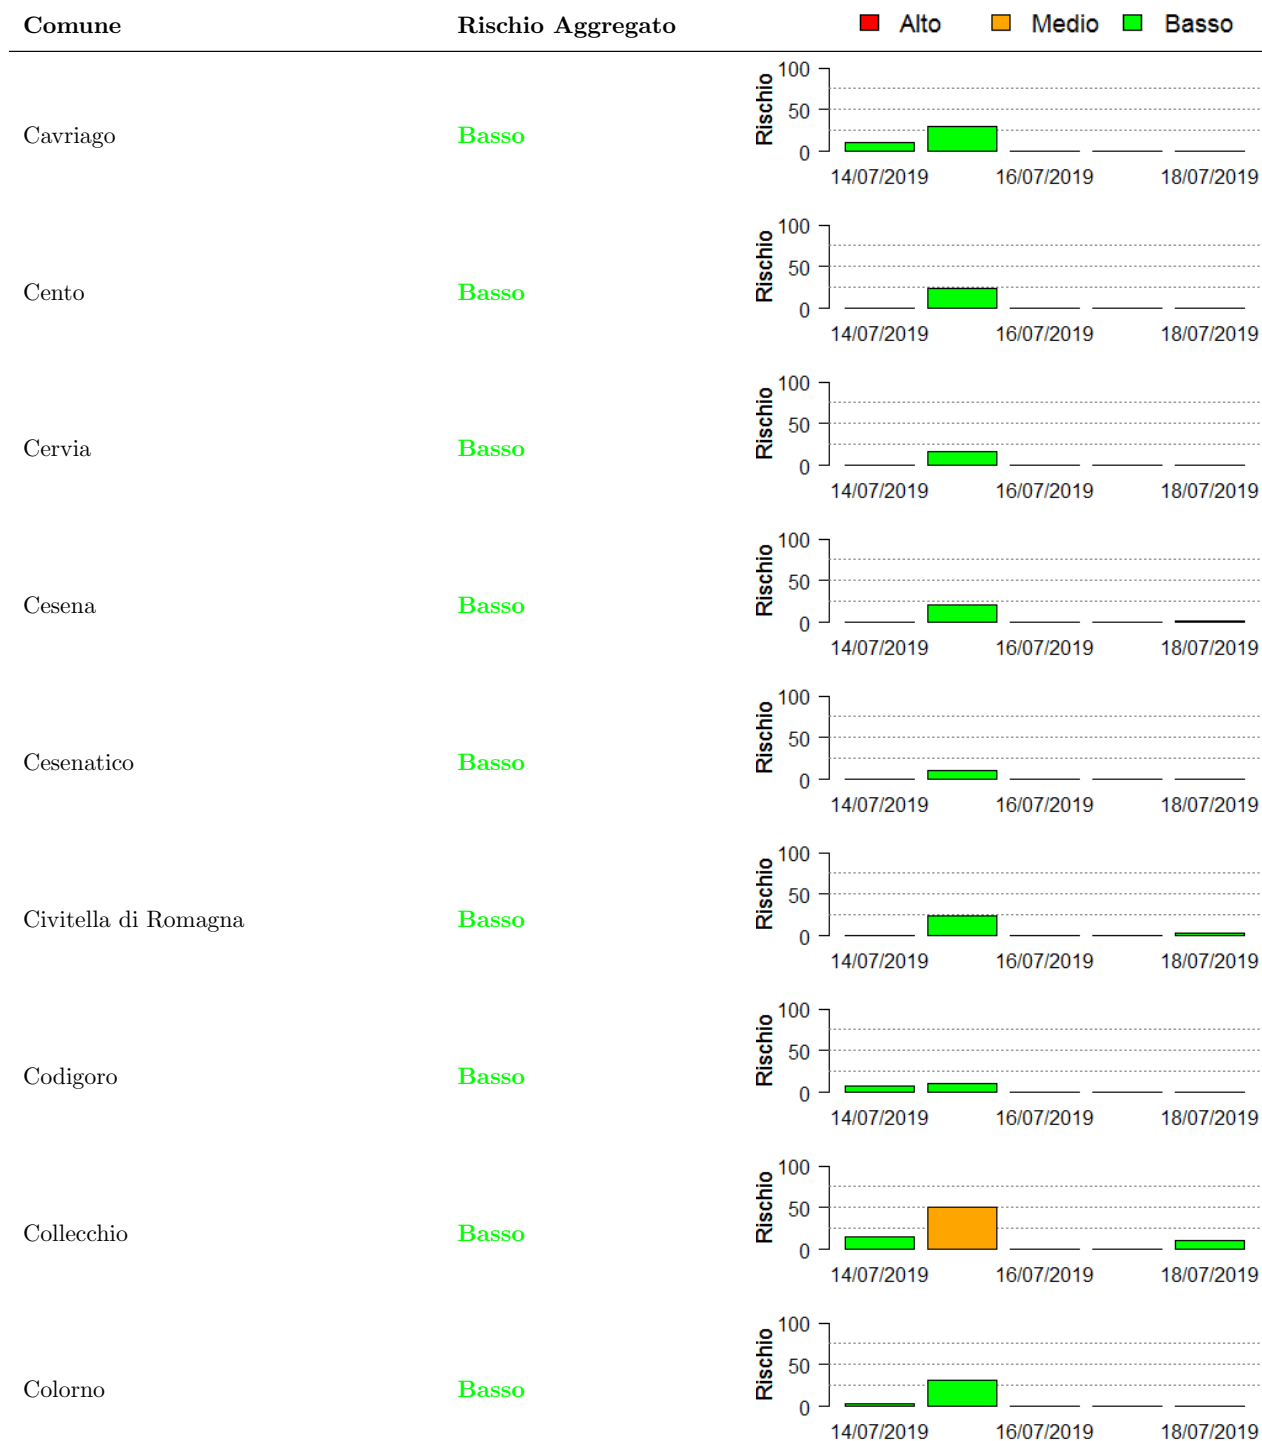 Comune Rischio Aggregato Alto Medio Basso
Cavriago Basso
Rischio
100
50
0
14/07/2019 16/07/2019 18/07/2019
Cento Basso
Rischio
100
50
0
14/07/2019 16/07/2019 18/07/2019
Cervia Basso
Rischio
100
50
0
14/07/2019 16/07/2019 18/07/2019
Cesena Basso
Rischio
100
50
0
14/07/2019 16/07/2019 18/07/2019
Cesenatico Basso
Rischio
100
50
0
14/07/2019 16/07/2019 18/07/2019
Civitella di Romagna Basso
Rischio
100
50
0
14/07/2019 16/07/2019 18/07/2019
Codigoro Basso
Rischio
100
50
0
14/07/2019 16/07/2019 18/07/2019
Collecchio Basso
Rischio
100
50
0
14/07/2019 16/07/2019 18/07/2019
Colorno Basso
Rischio
100
50
0
14/07/2019 16/07/2019 18/07/2019